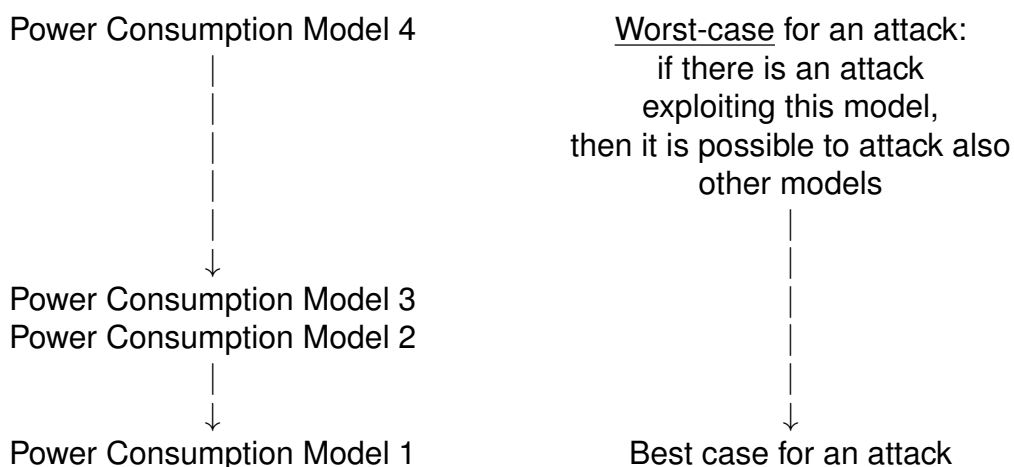 Power Consumption Model 4
Worst-case for an attack:
if there is an attack
exploiting this model,
then it is possible to attack also
other models
Power Consumption Model 3
Power Consumption Model 2
Power Consumption Model 1
Best case for an attack